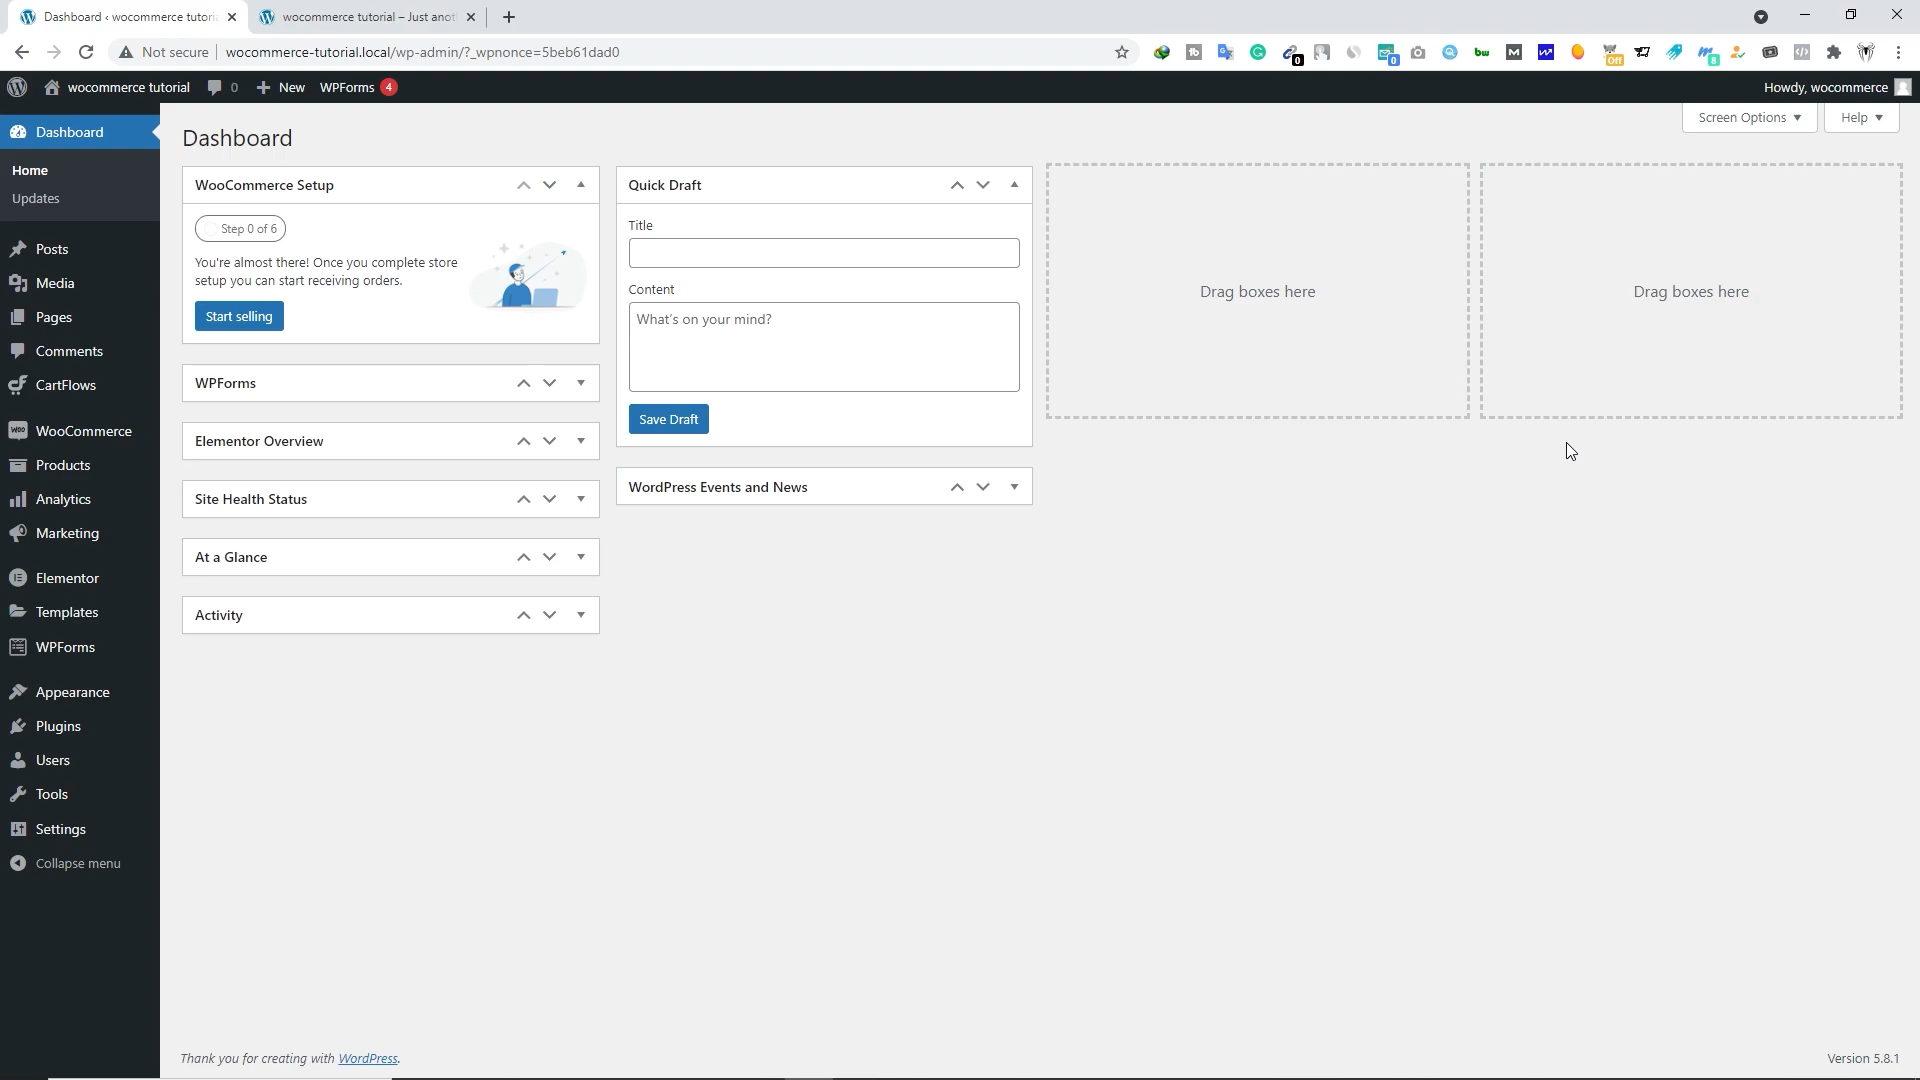 Dashboard ‹ wocommerce tutori
wocommerce tutorial – Just anot
Not secure
wocommerce-tutorial.local/wp-admin/?_wpnonce=5beb61dad0
wocommerce tutorial
0
New
WPForms
4
Howdy, wocommerce
Dashboard
Home
Updates
Posts
Media
Pages
Comments
CartFlows
WooCommerce
Products
Analytics
Marketing
Elementor
Templates
WPForms
Appearance
Plugins
Users
Tools
Settings
Collapse menu
Screen Options
Help
Dashboard
WooCommerce Setup
Step 0 of 6
You're almost there! Once you complete store
setup you can start receiving orders.
Start selling
WPForms
Elementor Overview
Site Health Status
At a Glance
Activity
Quick Draft
Title
Content
What's on your mind?
Save Draft
WordPress Events and News
Drag boxes here
Drag boxes here
Thank you for creating with WordPress.
Version 5.8.1